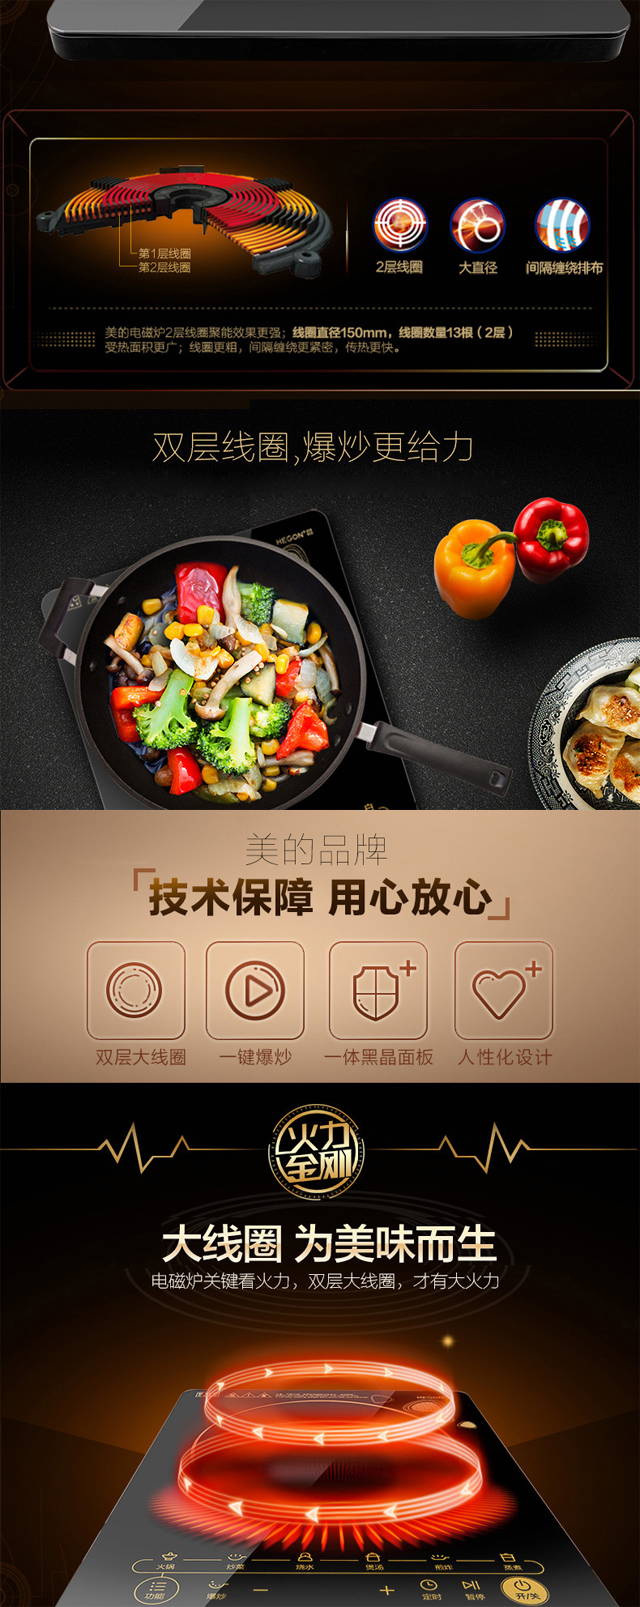 第1层线圈
第2层线圈
2层线圈
大直径
间隔缠绕排布
美的电磁炉2层线圈聚能效果更强；线圈直径150mm，线圈数量13根（2层）
受热面积更广；线圈更粗，间隔缠绕更紧密，传热更快。
双层线圈,爆炒更给力
HEGON
美的品牌
技术保障 用心放心
双层大线圈
一键爆炒
一体黑晶面板
人性化设计
火力
金刚
大线圈 为美味而生
电磁炉关键看火力，双层大线圈，才有大火力
火锅
炒菜
烧水
煲汤
煎炸
蒸煮
功能
爆炒
定时
暂停
开/关